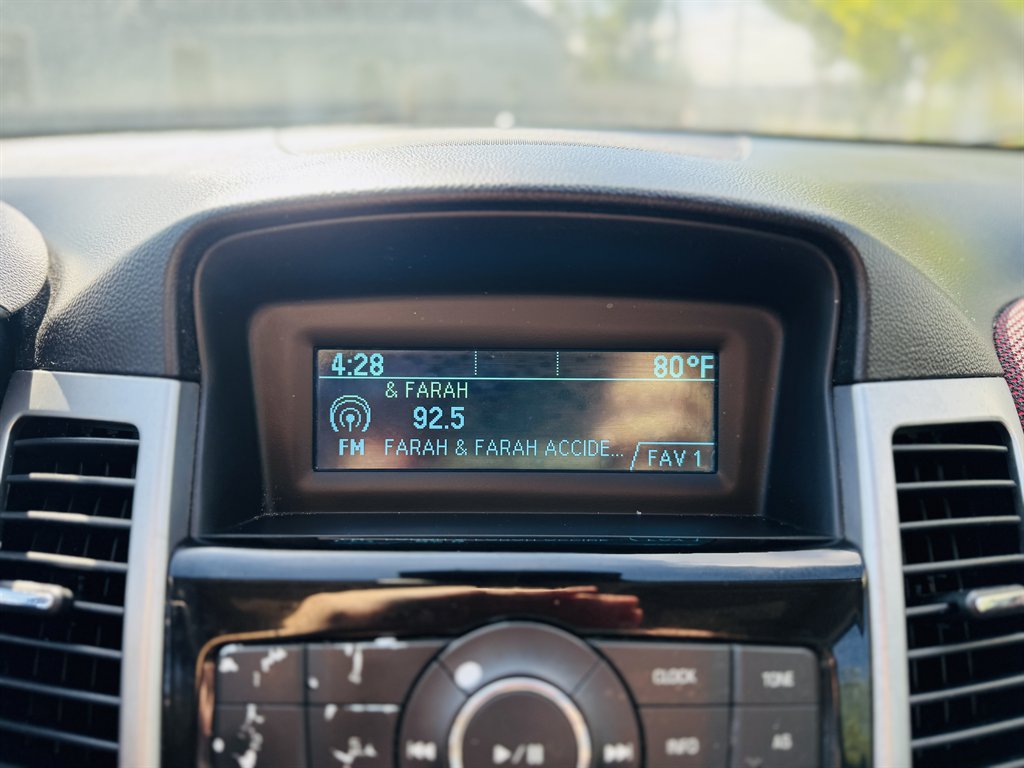 4:28 80°F
& FARAH
92.5
FM FARAH & FARAH ACCIDE... FAV 1
CLOCK TONE
INFO AS